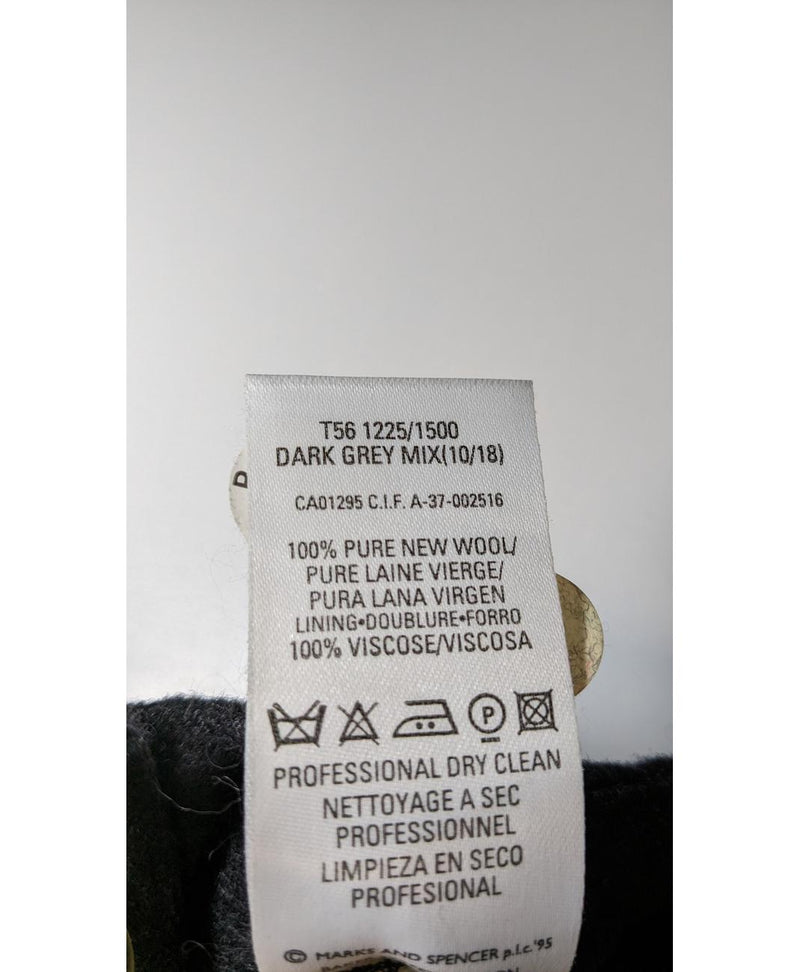 T56 1225/1500
DARK GREY MIX(10/18)
CA01295 C.I.F. A-37-002516
100% PURE NEW WOOL/
PURE LAINE VIERGE/
PURA LANA VIRGEN
LINING•DOUBLURE•FORRO
100% VISCOSE/VISCOSA
P
PROFESSIONAL DRY CLEAN
NETTOYAGE A SEC
PROFESSIONNEL
LIMPIEZA EN SECO
PROFESIONAL
© MARKS AND SPENCER p.l.c.'95